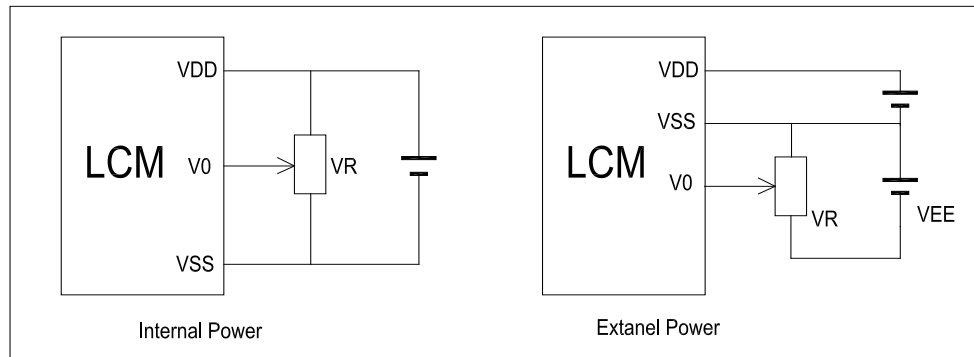 VDD
LCM
V0
VR
VSS
Internal Power
VDD
VSS
LCM
V0
VR
VEE
Extanel Power